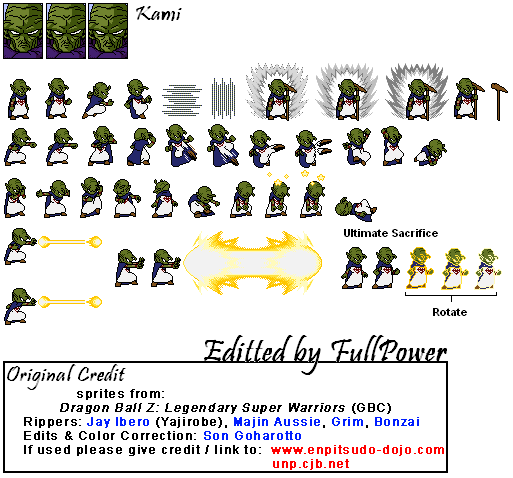 Kami
Ultimate Sacrifice
Rotate
Editted by FullPower
Original Credit
sprites from:
Dragon Ball Z: Legendary Super Warriors (GBC)
Rippers: Jay Ibero (Yajirobe), Majin Aussie, Grim, Bonzai
Edits & Color Correction: Son Goharotto
If used please give credit / link to: www.enpitsudo-dojo.com
unp.cjb.net